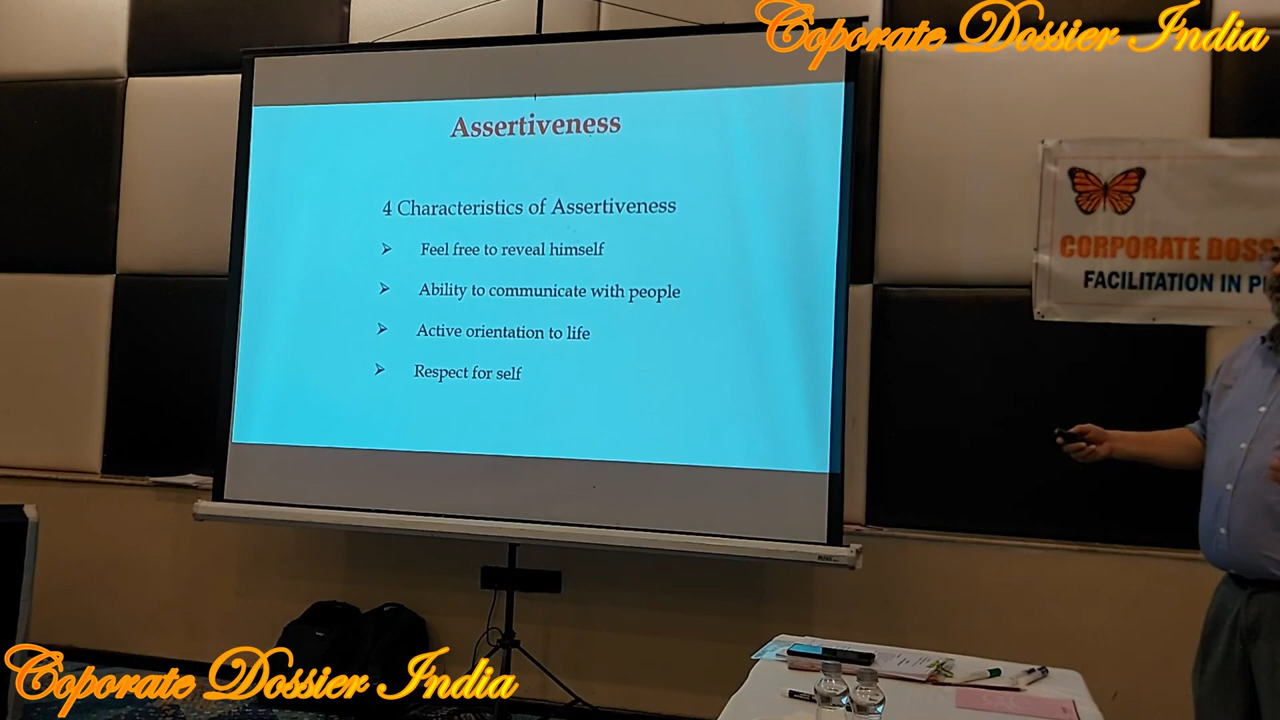 Coporate Dossier India
Assertiveness
4 Characteristics of Assertiveness
➢ Feel free to reveal himself
➢ Ability to communicate with people
➢ Active orientation to life
➢ Respect for self
CORPORATE
FACILITATION IN
Coporate Dossier India